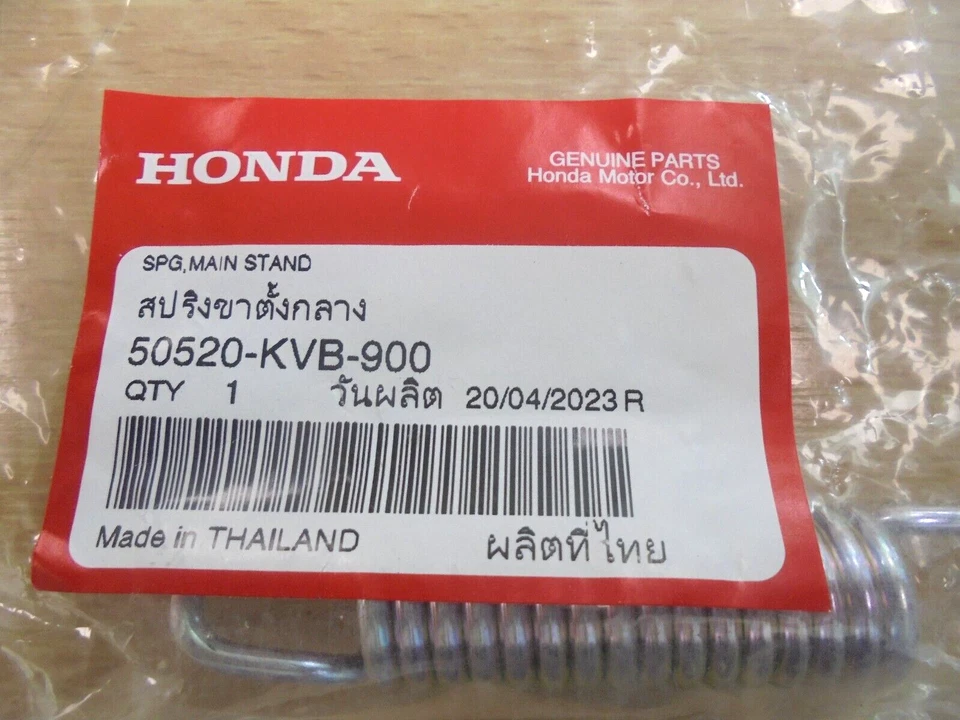 HONDA
GENUINE PARTS
Honda Motor Co., Ltd.
SPG,MAIN STAND
สปริงขาตั้งกลาง
50520-KVB-900
QTY 1 วันผลิต 20/04/2023 R
Made in THAILAND ผลิตที่ไทย